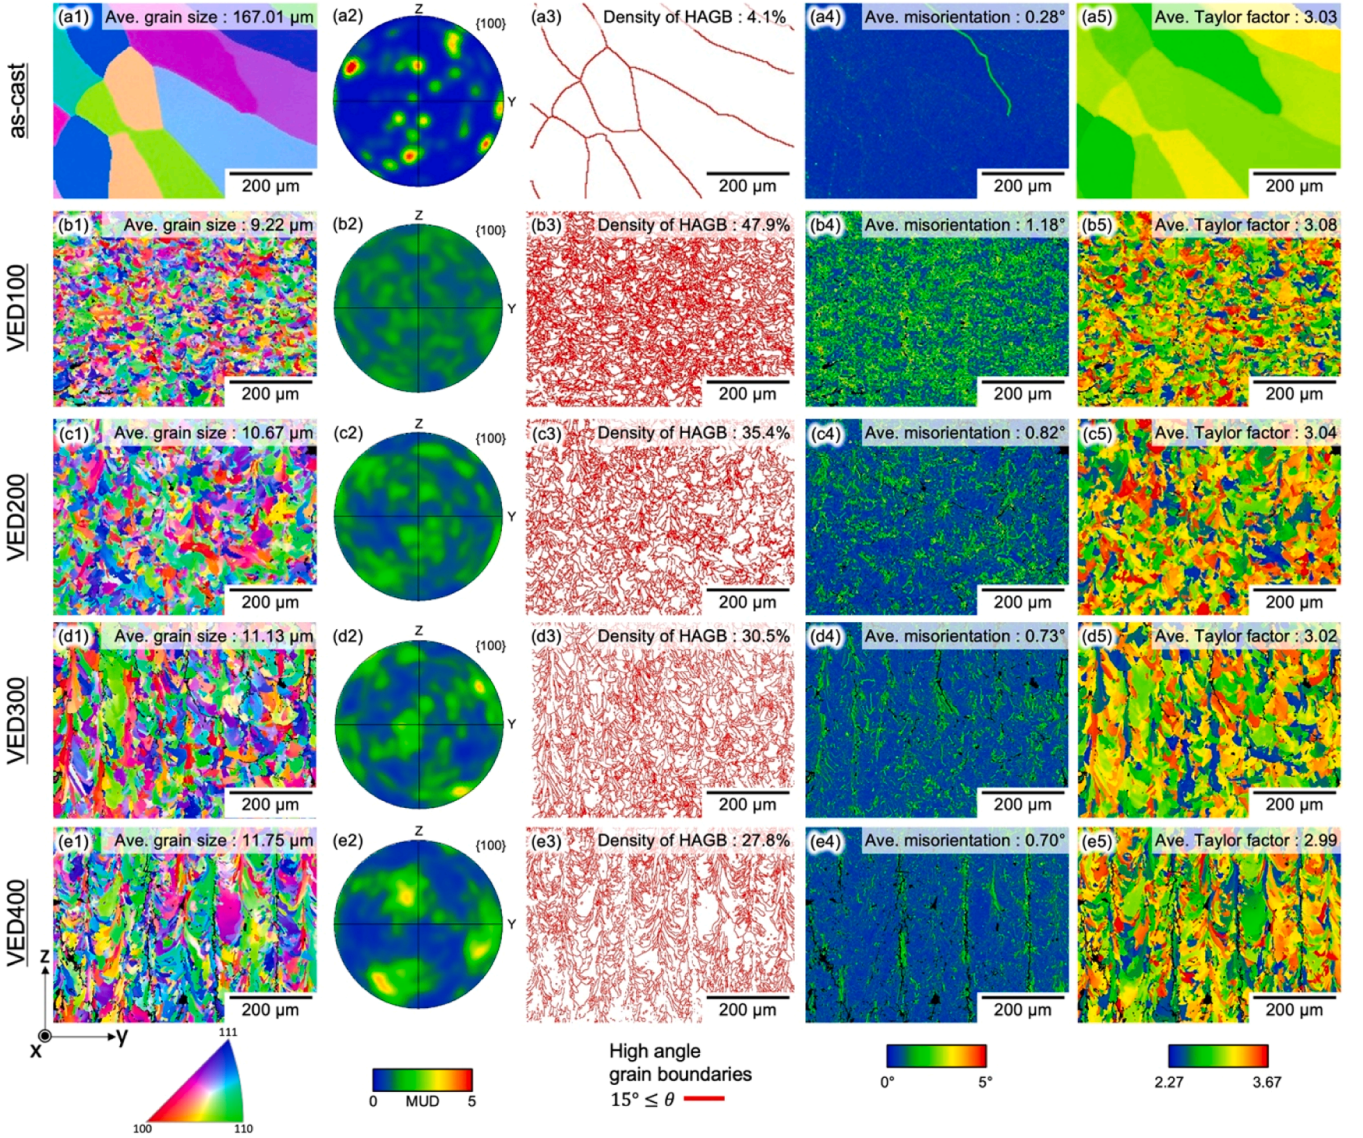 as-cast
(a1) Ave. grain size : 167.01 µm
200 µm
(a2)
Z
{100}
Y
(a3) Density of HAGB : 4.1%
200 µm
(a4) Ave. misorientation : 0.28°
200 µm
(a5) Ave. Taylor factor : 3.03
200 µm
VED100
(b1) Ave. grain size : 9.22 µm
200 µm
(b2)
Z
{100}
Y
(b3) Density of HAGB : 47.9%
200 µm
(b4) Ave. misorientation : 1.18°
200 µm
(b5) Ave. Taylor factor : 3.08
200 µm
VED200
(c1) Ave. grain size : 10.67 µm
200 µm
(c2)
Z
{100}
Y
(c3) Density of HAGB : 35.4%
200 µm
(c4) Ave. misorientation : 0.82°
200 µm
(c5) Ave. Taylor factor : 3.04
200 µm
VED300
(d1) Ave. grain size : 11.13 µm
200 µm
(d2)
Z
{100}
Y
(d3) Density of HAGB : 30.5%
200 µm
(d4) Ave. misorientation : 0.73°
200 µm
(d5) Ave. Taylor factor : 3.02
200 µm
VED400
(e1) Ave. grain size : 11.75 µm
200 µm
(e2)
Z
{100}
Y
(e3) Density of HAGB : 27.8%
200 µm
(e4) Ave. misorientation : 0.70°
200 µm
(e5) Ave. Taylor factor : 2.99
200 µm
z
x
y
111
100
110
0 MUD 5
High angle
grain boundaries
15° ≤ θ
0° 5°
2.27 3.67